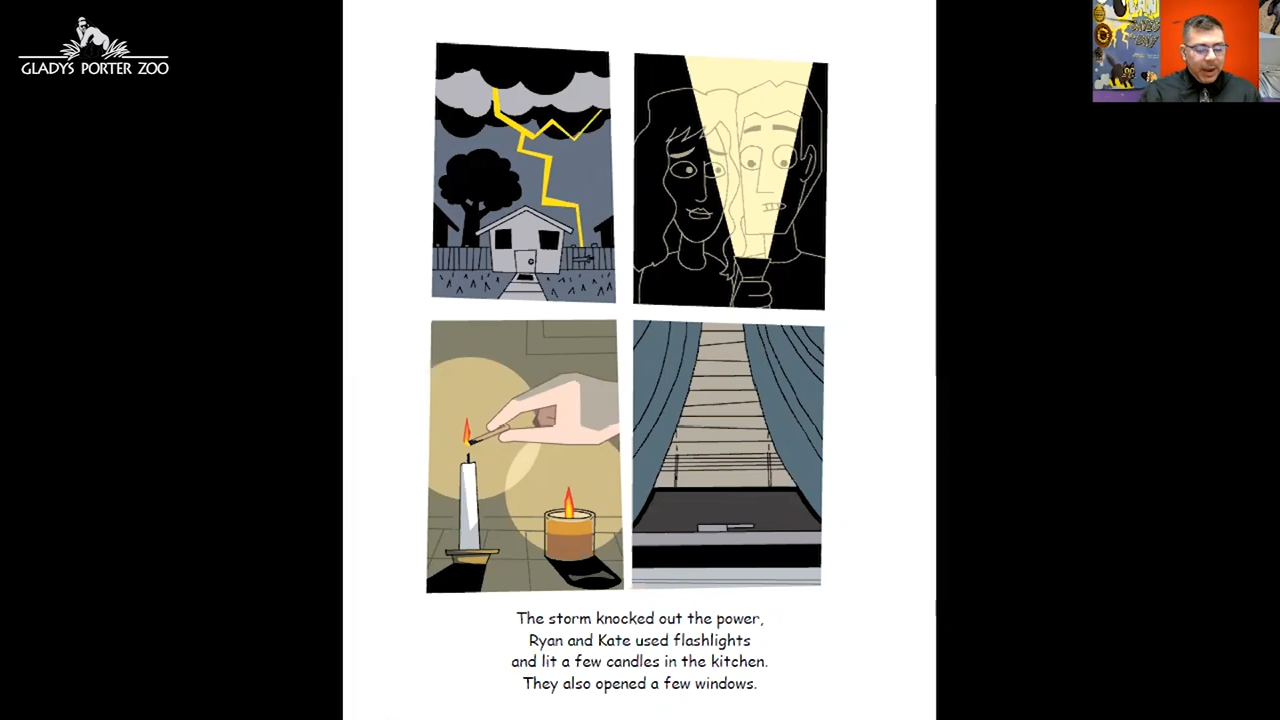 GLADYS PORTER ZOO
The storm knocked out the power,
Ryan and Kate used flashlights
and lit a few candles in the kitchen.
They also opened a few windows.